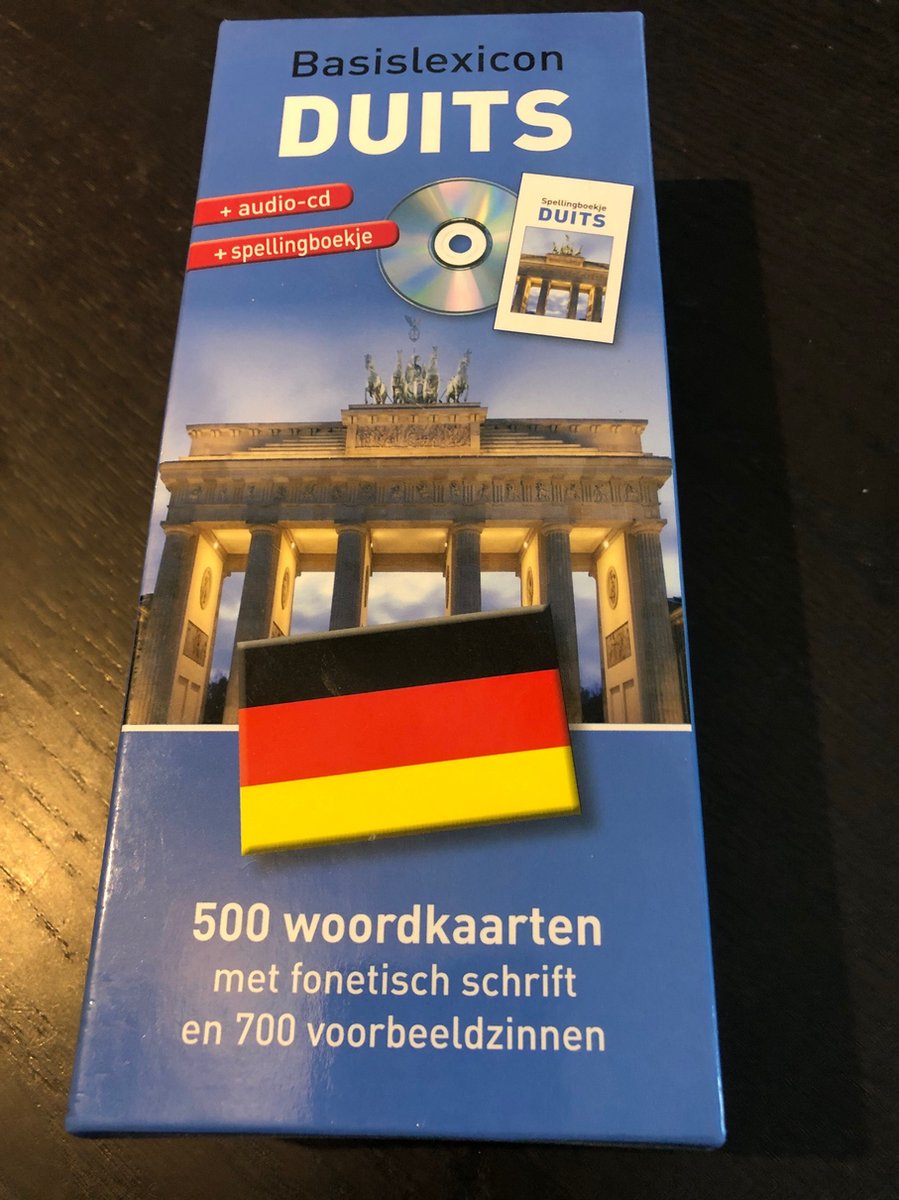 Basislexicon
DUITS
+ audio-cd
+ spellingboekje
Spellingboekje
DUITS
500 woordkaarten
met fonetisch schrift
en 700 voorbeeldzinnen